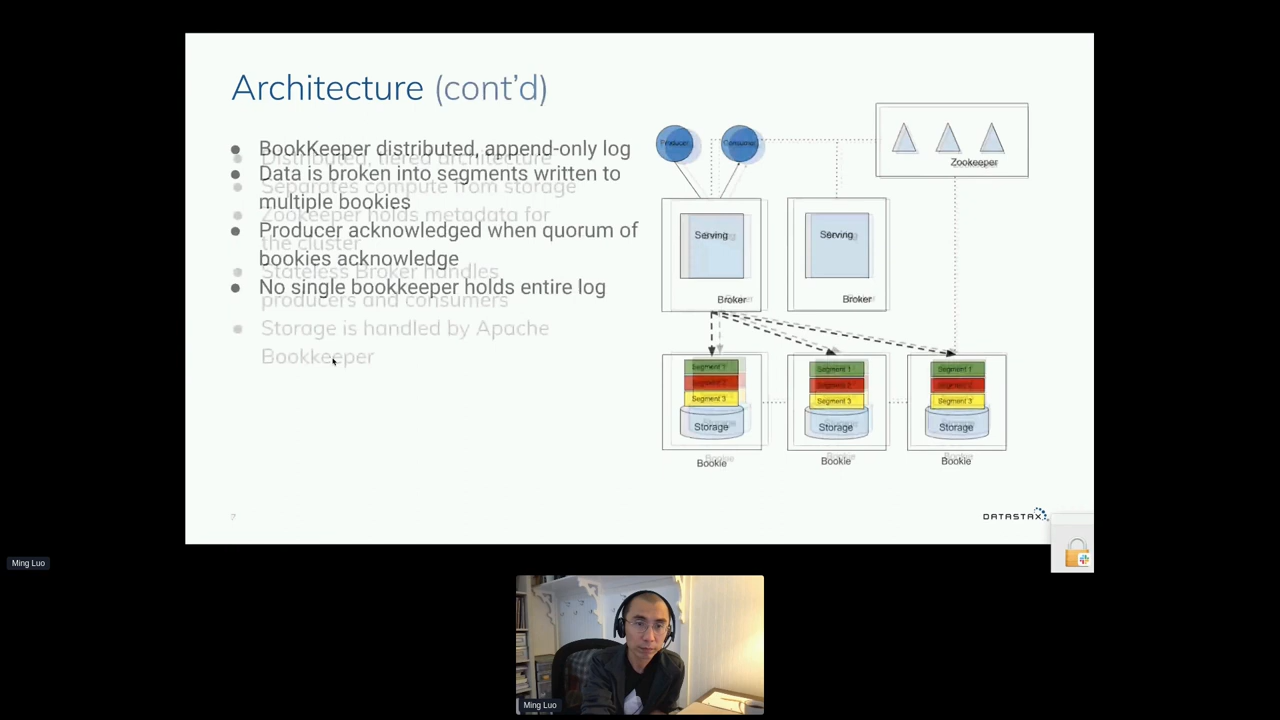 Architecture (cont’d)
BookKeeper distributed, append-only log
Distributed, tiered architecture
Data is broken into segments written to
Separates compute from storage
multiple bookies
Zookeeper holds metadata for
Producer acknowledged when quorum of
the cluster
bookies acknowledge
Stateless Broker handles
No single bookkeeper holds entire log
producers and consumers
Storage is handled by Apache
Bookkeeper
Producer
Consumer
Zookeeper
Serving
Serving
Broker
Broker
Segment 1
Segment 2
Segment 3
Storage
Bookie
Segment 1
Segment 2
Segment 3
Storage
Bookie
Segment 1
Segment 2
Segment 3
Storage
Bookie
DATASTAX
Ming Luo
Ming Luo